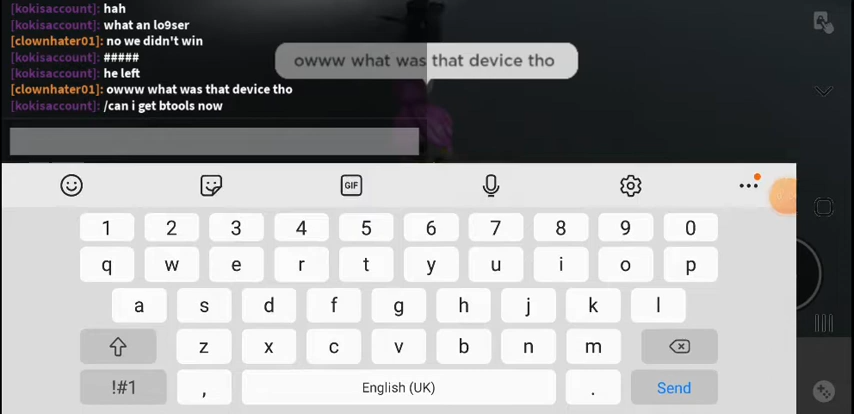 [kokisaccount]: hah
[kokisaccount]: what an lo9ser
[clownhater01]: no we didn't win
[kokisaccount]: #####
[kokisaccount]: he left
[clownhater01]: owww what was that device tho
[kokisaccount]: /can i get btools now
owww what was that device tho
GIF
1 2 3 4 5 6 7 8 9 0
q w e r t y u i o p
a s d f g h j k l
z x c v b n m
!#1 , English (UK) . Send